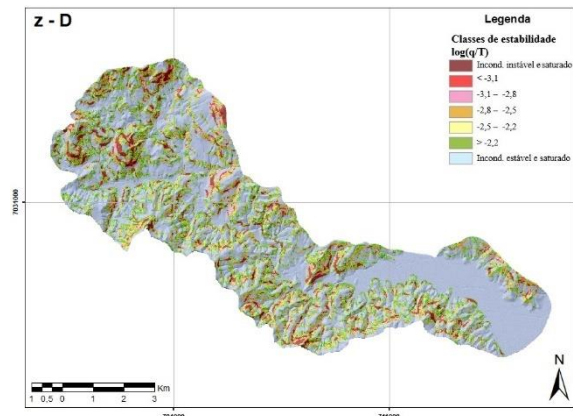 z - D
Legenda
Classes de estabilidade
log(q/T)
Incond. instável e saturado
< -3,1
-3,1 – -2,8
-2,8 – -2,5
-2,5 – -2,2
> -2,2
Incond. estável e saturado
7031000
N
Km
1 0,5 0 1 2 3